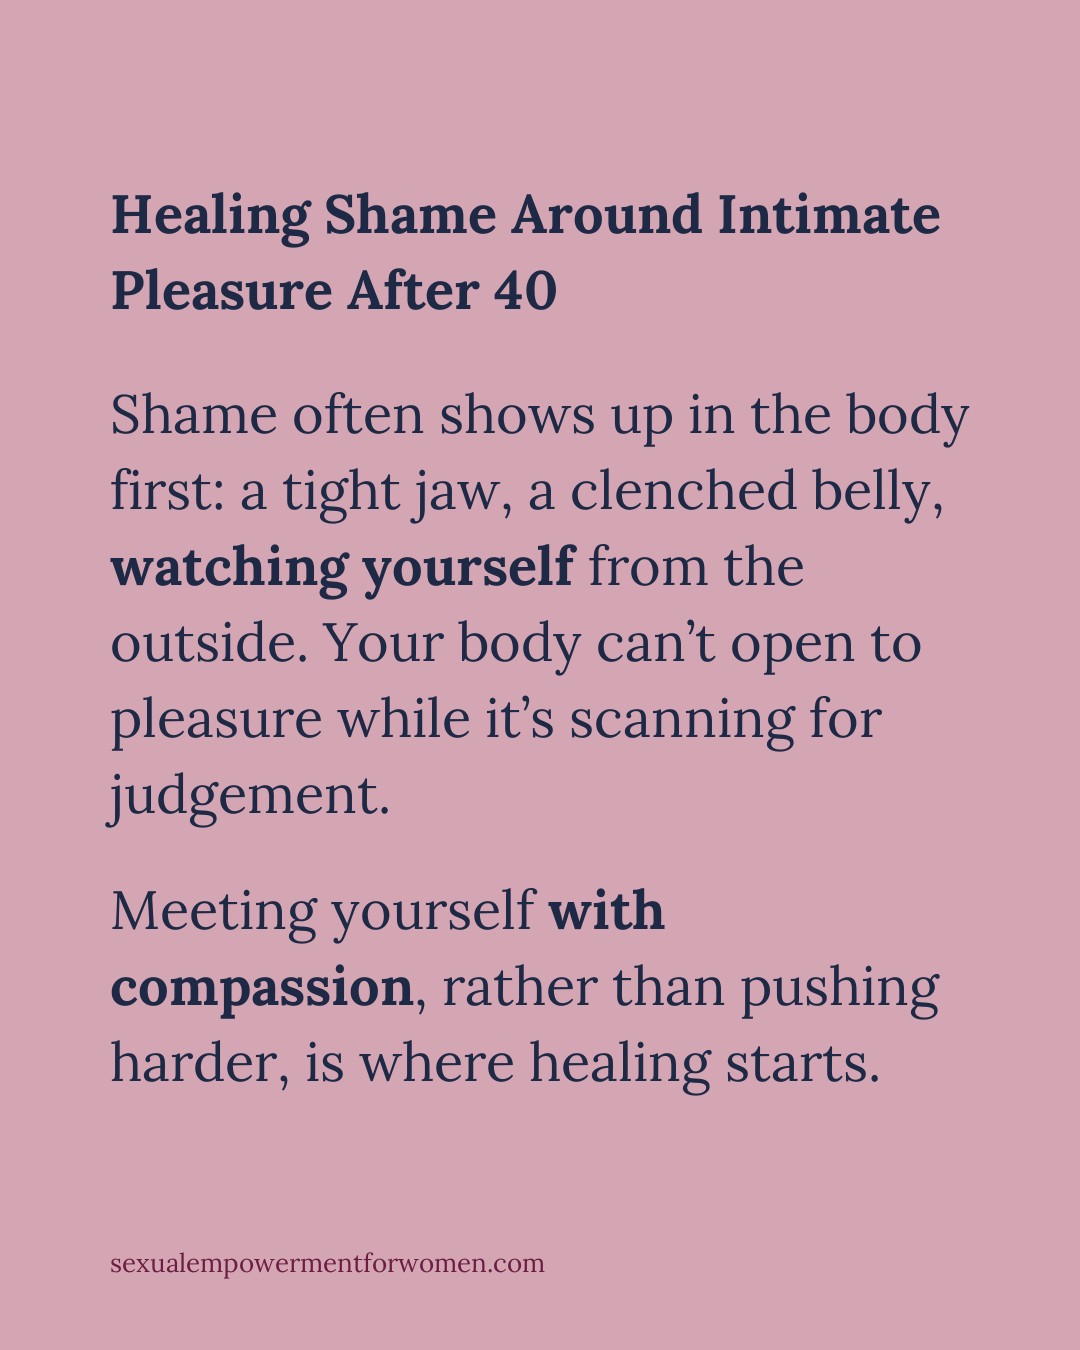 Healing Shame Around Intimate
Pleasure After 40
Shame often shows up in the body
first: a tight jaw, a clenched belly,
watching yourself from the
outside. Your body can’t open to
pleasure while it’s scanning for
judgement.
Meeting yourself with
compassion, rather than pushing
harder, is where healing starts.
sexualempowermentforwomen.com